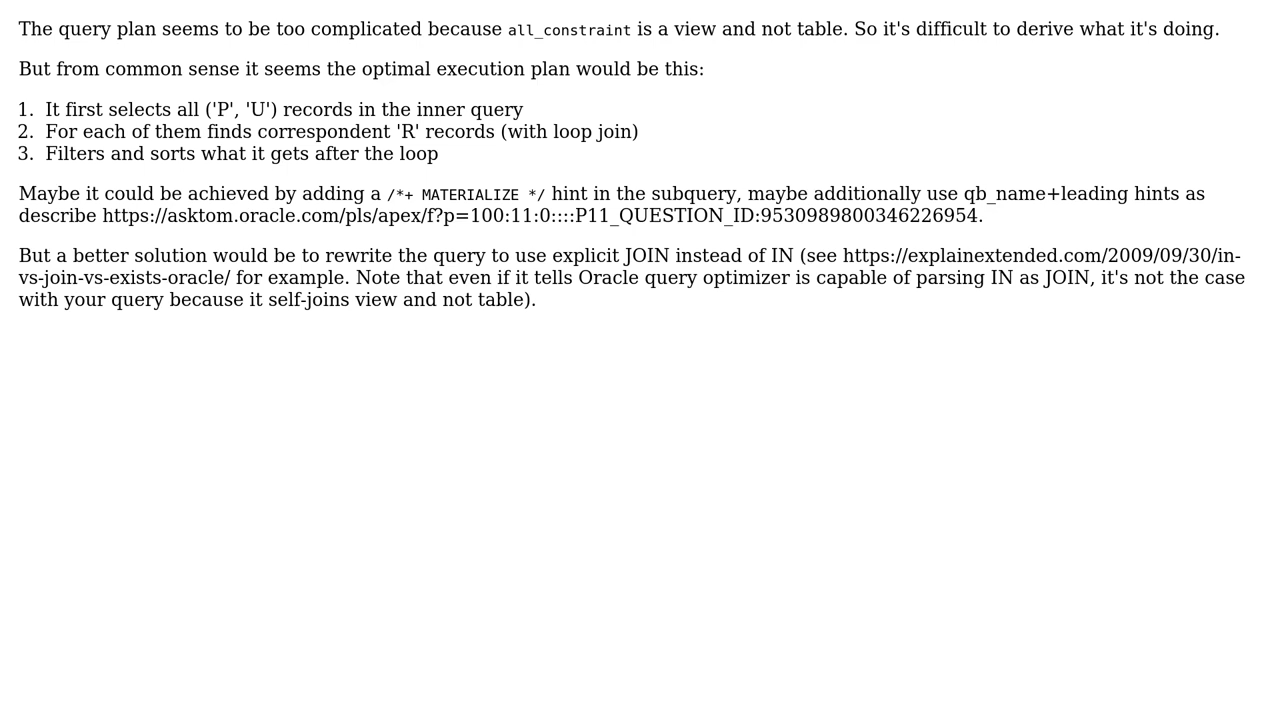 The query plan seems to be too complicated because all_constraint is a view and not table. So it's difficult to derive what it's doing.
But from common sense it seems the optimal execution plan would be this:
1. It first selects all ('P', 'U') records in the inner query
2. For each of them finds correspondent 'R' records (with loop join)
3. Filters and sorts what it gets after the loop
Maybe it could be achieved by adding a /*+ MATERIALIZE */ hint in the subquery, maybe additionally use qb_name+leading hints as
describe https://asktom.oracle.com/pls/apex/f?p=100:11:0::::P11_QUESTION_ID:9530989800346226954.
But a better solution would be to rewrite the query to use explicit JOIN instead of IN (see https://explainextended.com/2009/09/30/in-
vs-join-vs-exists-oracle/ for example. Note that even if it tells Oracle query optimizer is capable of parsing IN as JOIN, it's not the case
with your query because it self-joins view and not table).